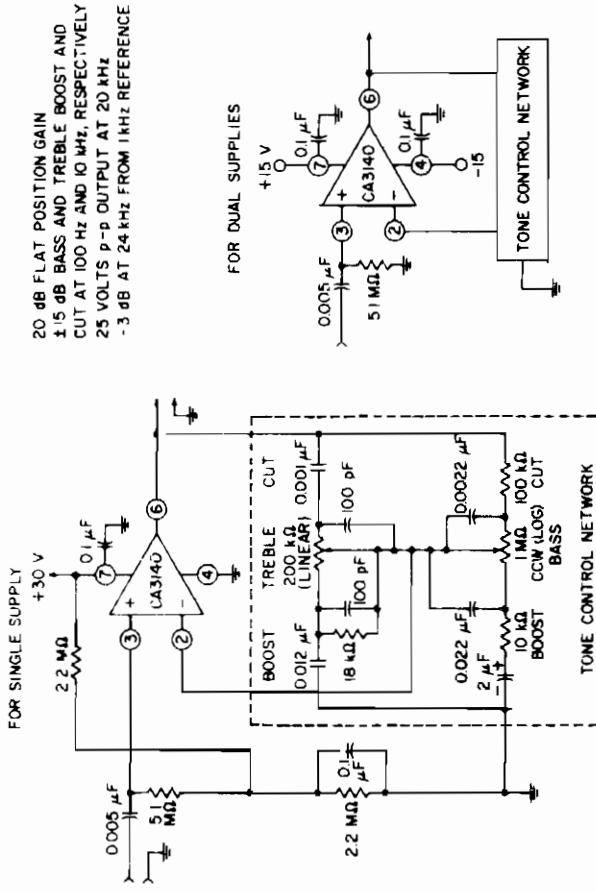 FOR SINGLE SUPPLY
+30 V
7
0.1 µF
2.2 MΩ
CA3140
+
-
3
2
6
4
0.005 µF
5.1
MΩ
0.1
µF
2.2 MΩ
BOOST
TREBLE
CUT
0.012 µF
200 kΩ
(LINEAR)
0.001 µF
18 kΩ
100 pF
100 pF
0.022 µF
0.0022 µF
2 µF
-
+
10 kΩ
BOOST
1 MΩ
CCW (LOG)
BASS
100 kΩ
CUT
TONE CONTROL NETWORK
20 dB FLAT POSITION GAIN
±15 dB BASS AND TREBLE BOOST AND
CUT AT 100 Hz AND 10 kHz, RESPECTIVELY
25 VOLTS p-p OUTPUT AT 20 kHz
-3 dB AT 24 kHz FROM 1 kHz REFERENCE
FOR DUAL SUPPLIES
+15 V
7
0.1 µF
CA3140
+
-
3
2
6
4
0.1 µF
-15
0.005 µF
5.1 MΩ
TONE CONTROL NETWORK